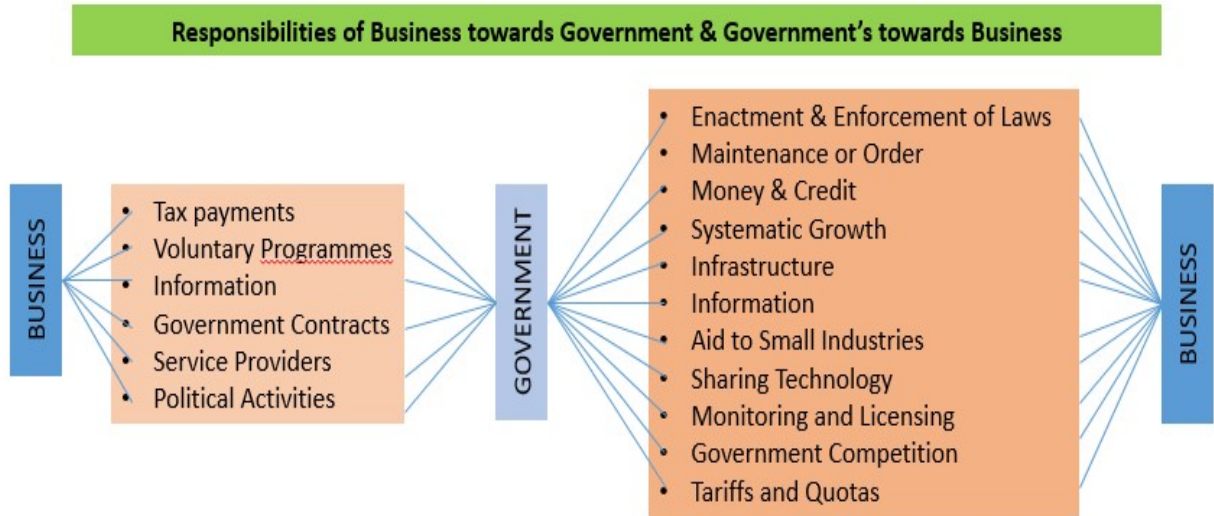 Responsibilities of Business towards Government & Government's towards Business
BUSINESS
• Tax payments
• Voluntary Programmes
• Information
• Government Contracts
• Service Providers
• Political Activities
GOVERNMENT
• Enactment & Enforcement of Laws
• Maintenance or Order
• Money & Credit
• Systematic Growth
• Infrastructure
• Information
• Aid to Small Industries
• Sharing Technology
• Monitoring and Licensing
• Government Competition
• Tariffs and Quotas
BUSINESS